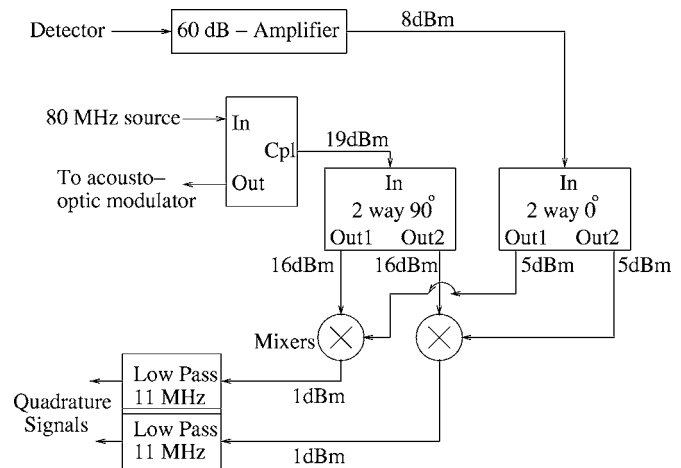 8dBm
Detector
60 dB – Amplifier
80 MHz source
In
19dBm
Cpl
To acousto–
optic modulator
Out
In
2 way 90°
Out1 Out2
In
2 way 0°
Out1 Out2
16dBm
16dBm
5dBm
5dBm
Mixers
Low Pass
11 MHz
1dBm
Quadrature
Signals
Low Pass
11 MHz
1dBm